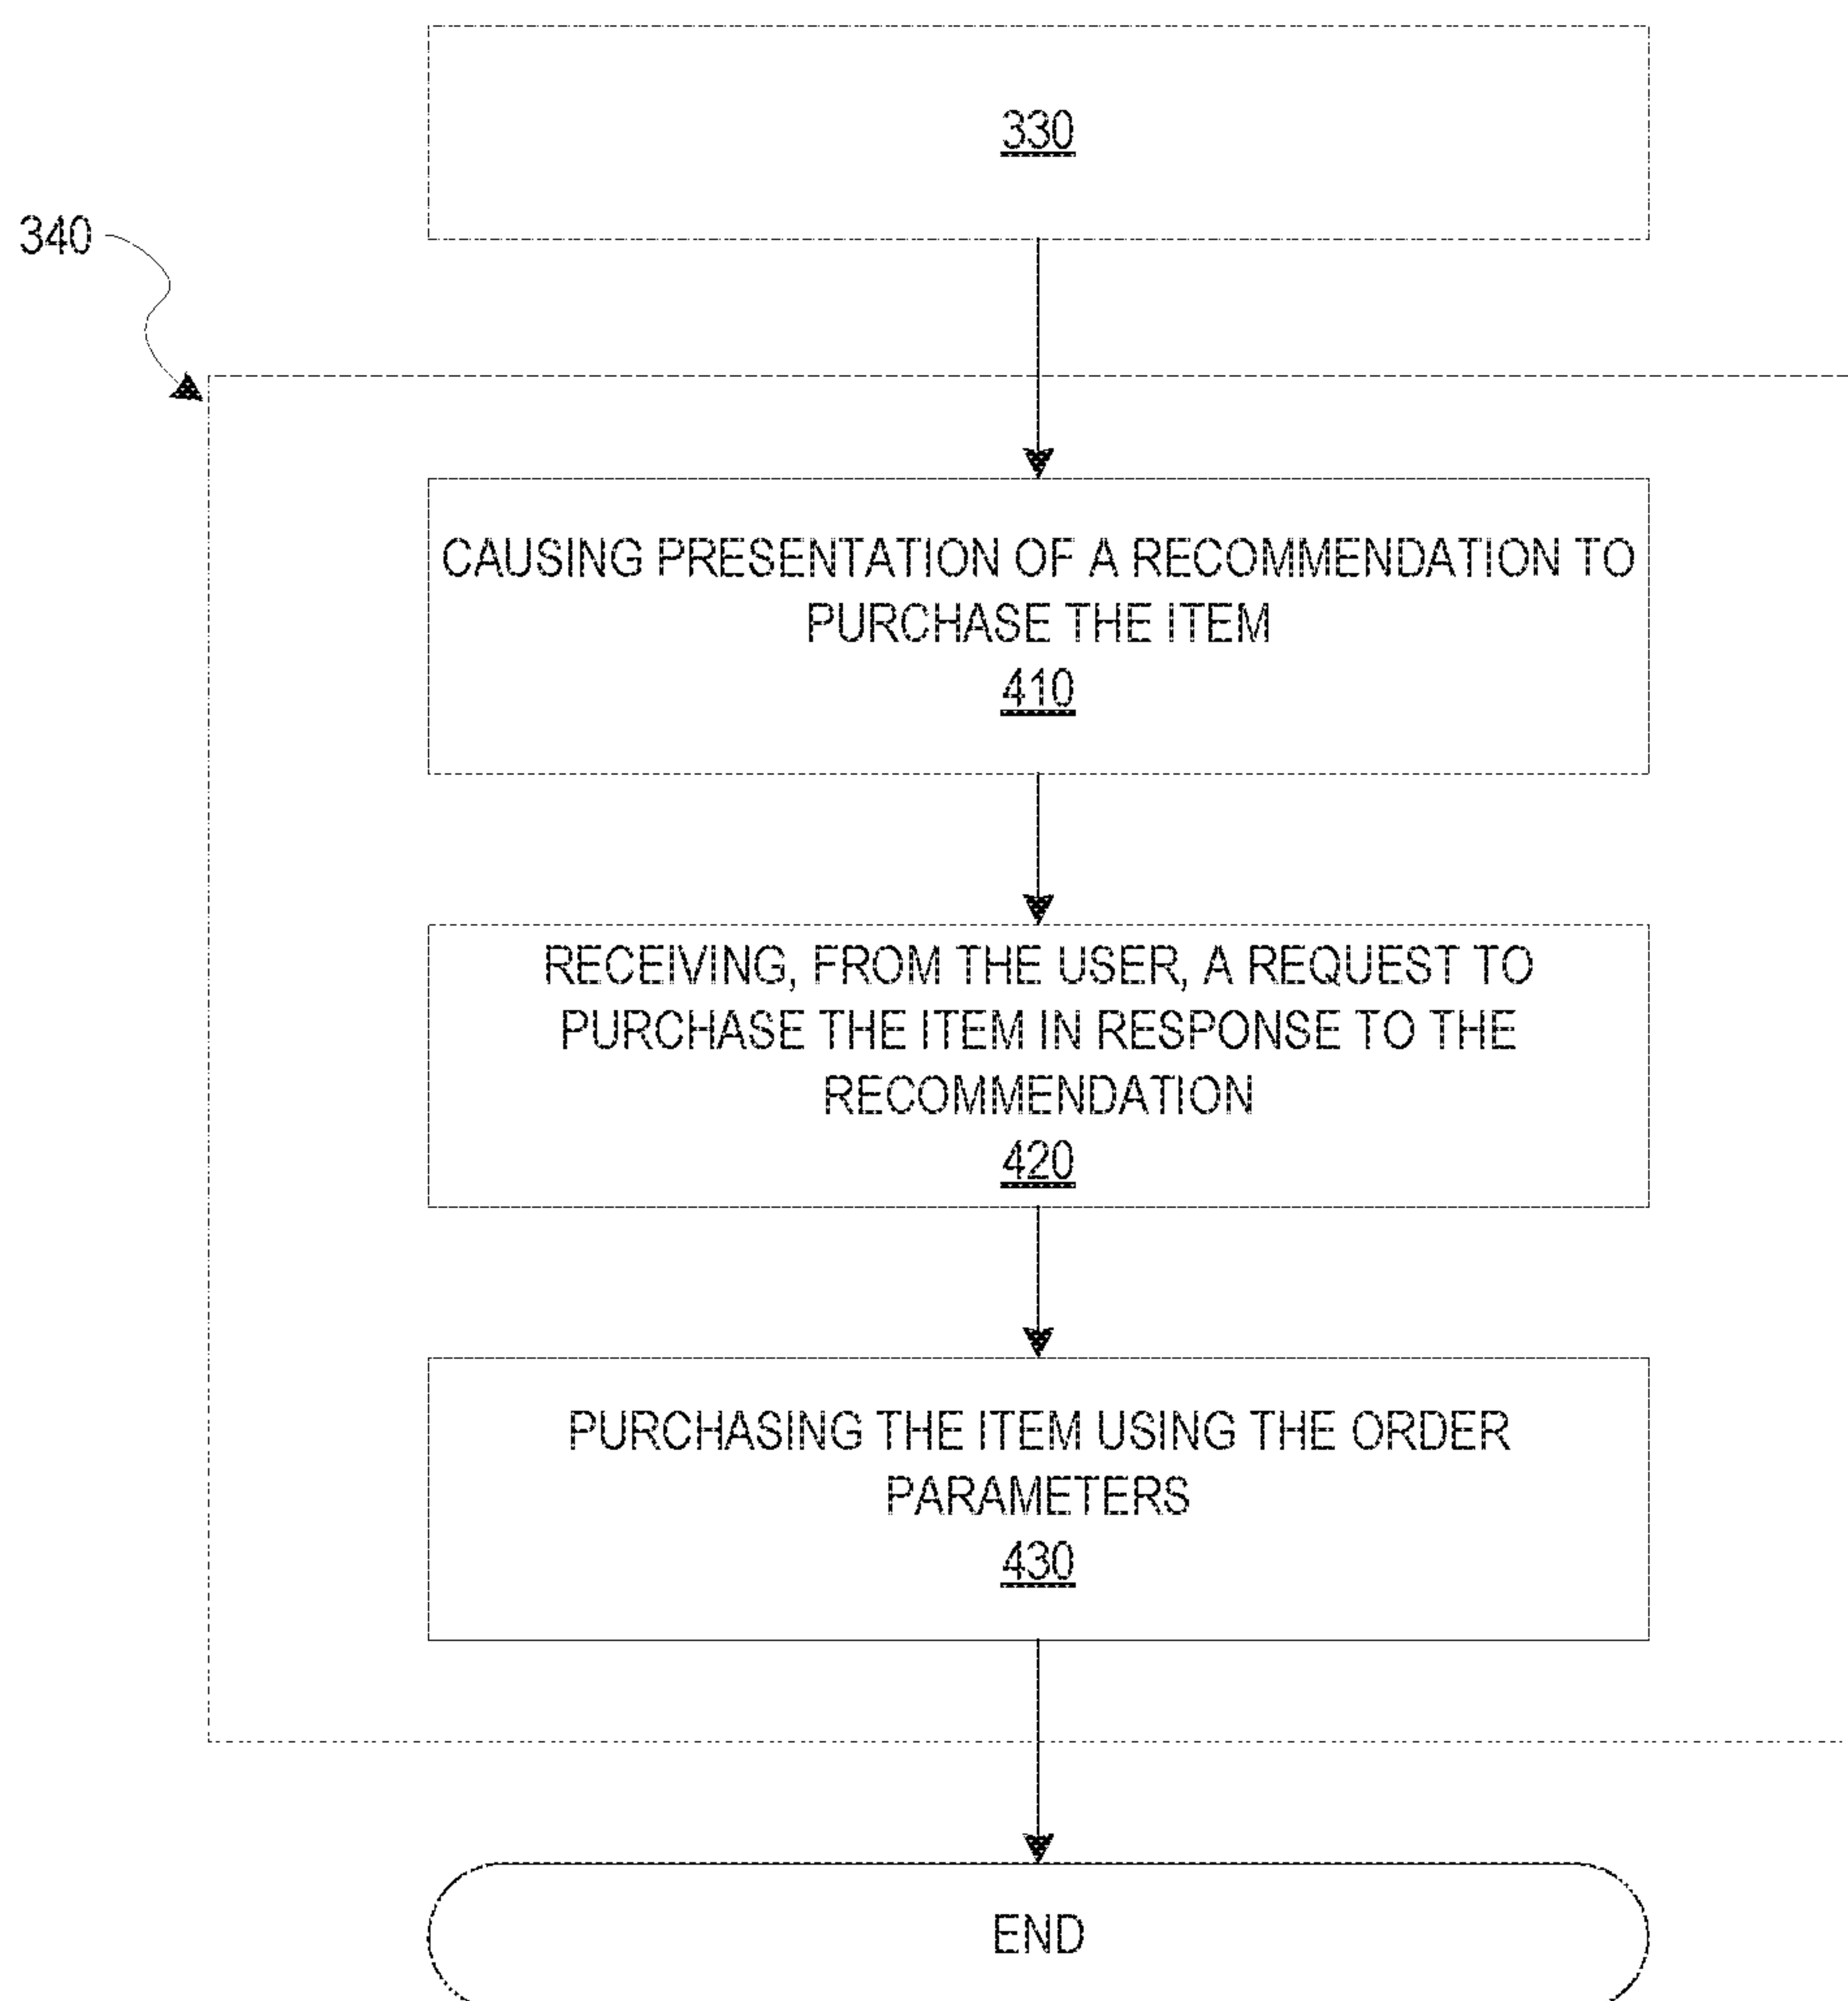 330
340
CAUSING PRESENTATION OF A RECOMMENDATION TO
PURCHASE THE ITEM
410
RECEIVING, FROM THE USER, A REQUEST TO
PURCHASE THE ITEM IN RESPONSE TO THE
RECOMMENDATION
420
PURCHASING THE ITEM USING THE ORDER
PARAMETERS
430
END